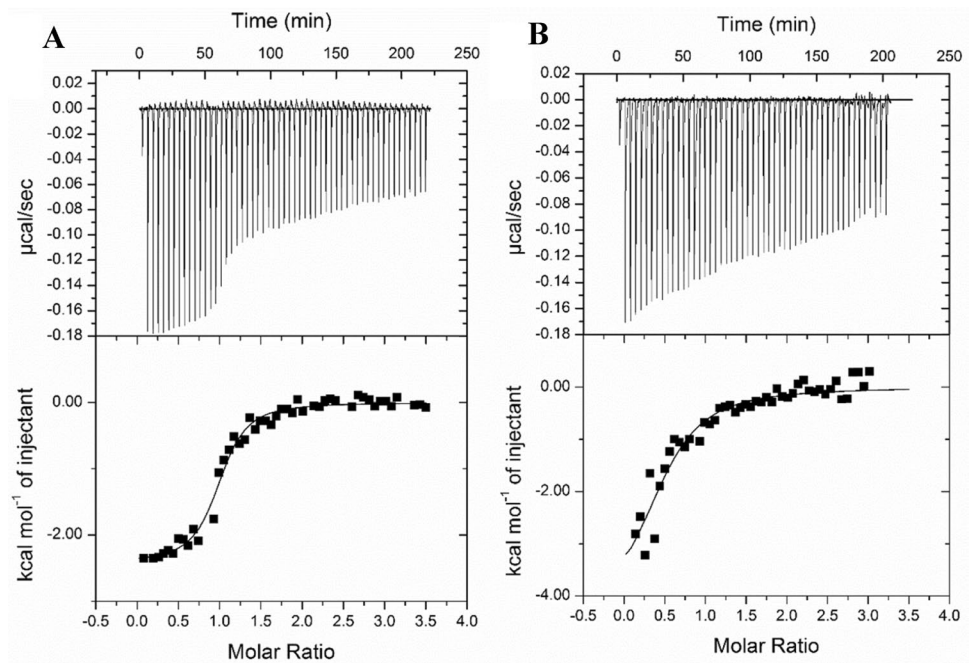 A
Time (min)
0 50 100 150 200 250
0.02
0.00
-0.02
-0.04
-0.06
-0.08
-0.10
-0.12
-0.14
-0.16
-0.18
µcal/sec
0.00
-2.00
kcal mol⁻¹ of injectant
-0.5 0.0 0.5 1.0 1.5 2.0 2.5 3.0 3.5 4.0
Molar Ratio
B
Time (min)
0 50 100 150 200 250
0.02
0.00
-0.02
-0.04
-0.06
-0.08
-0.10
-0.12
-0.14
-0.16
-0.18
µcal/sec
0.00
-2.00
-4.00
kcal mol⁻¹ of injectant
-0.5 0.0 0.5 1.0 1.5 2.0 2.5 3.0 3.5 4.0
Molar Ratio